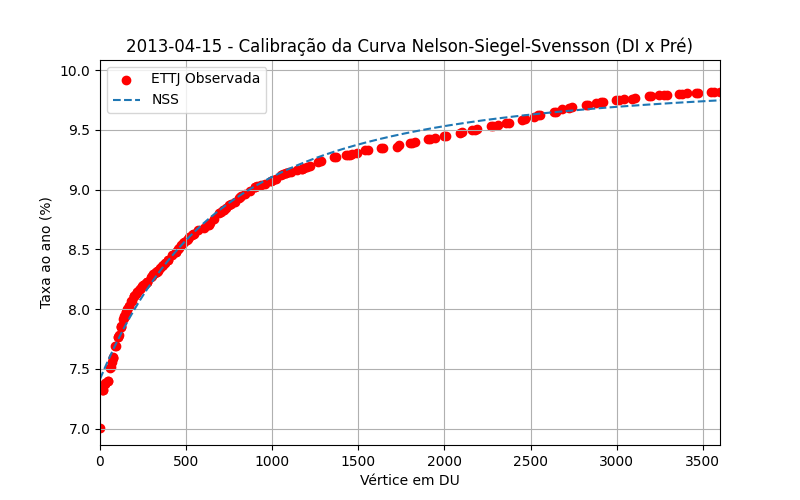 2013-04-15 - Calibração da Curva Nelson-Siegel-Svensson (DI x Pré)
ETTJ Observada
NSS
Taxa ao ano (%)
10.0
9.5
9.0
8.5
8.0
7.5
7.0
0 500 1000 1500 2000 2500 3000 3500
Vértice em DU